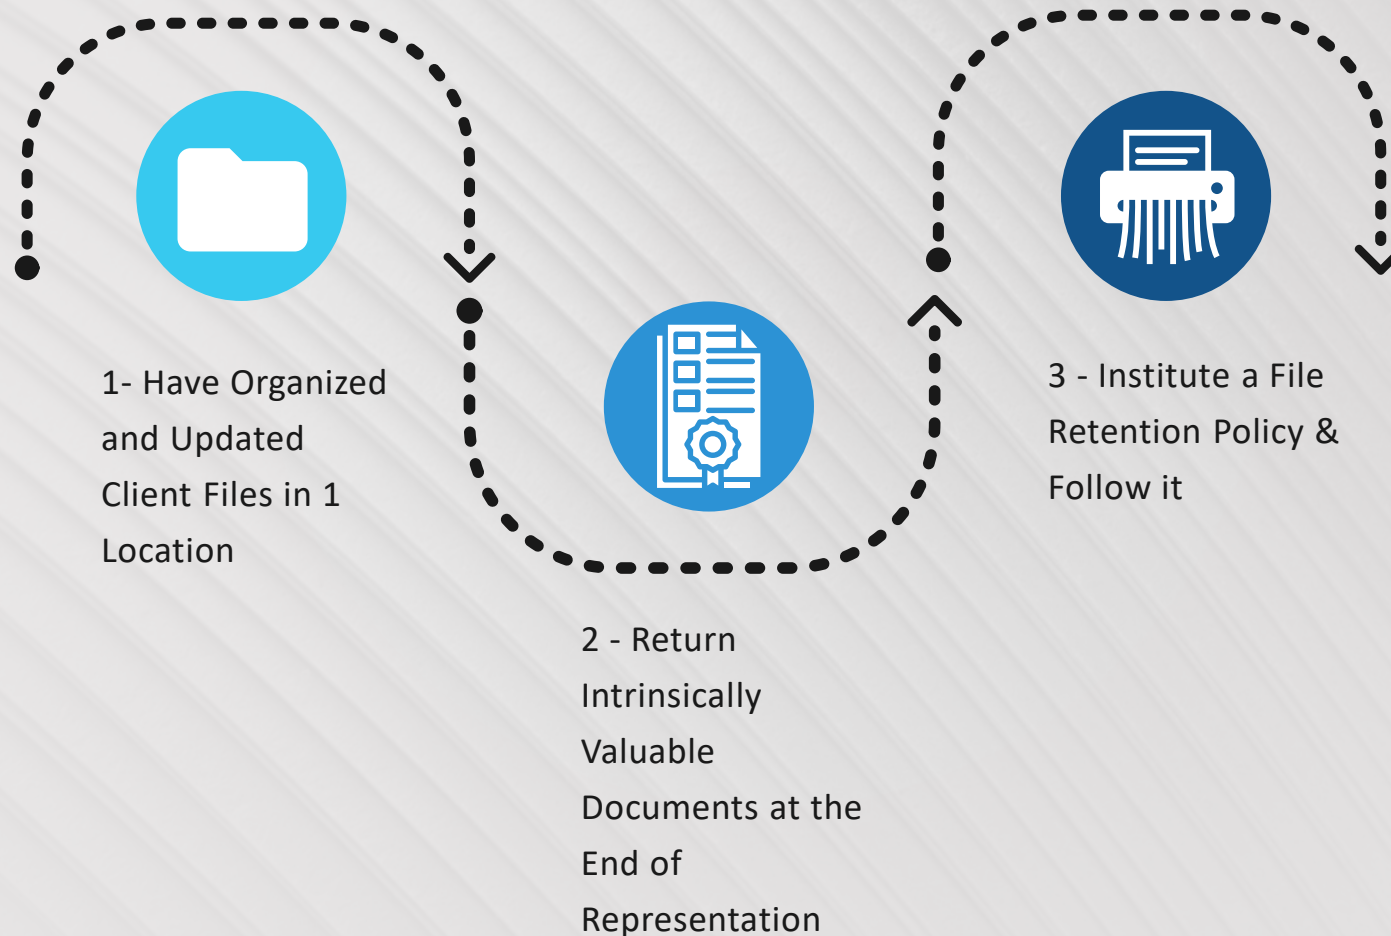 1- Have Organized
and Updated
Client Files in 1
Location
2 - Return
Intrinsically
Valuable
Documents at the
End of
Representation
3 - Institute a File
Retention Policy &
Follow it